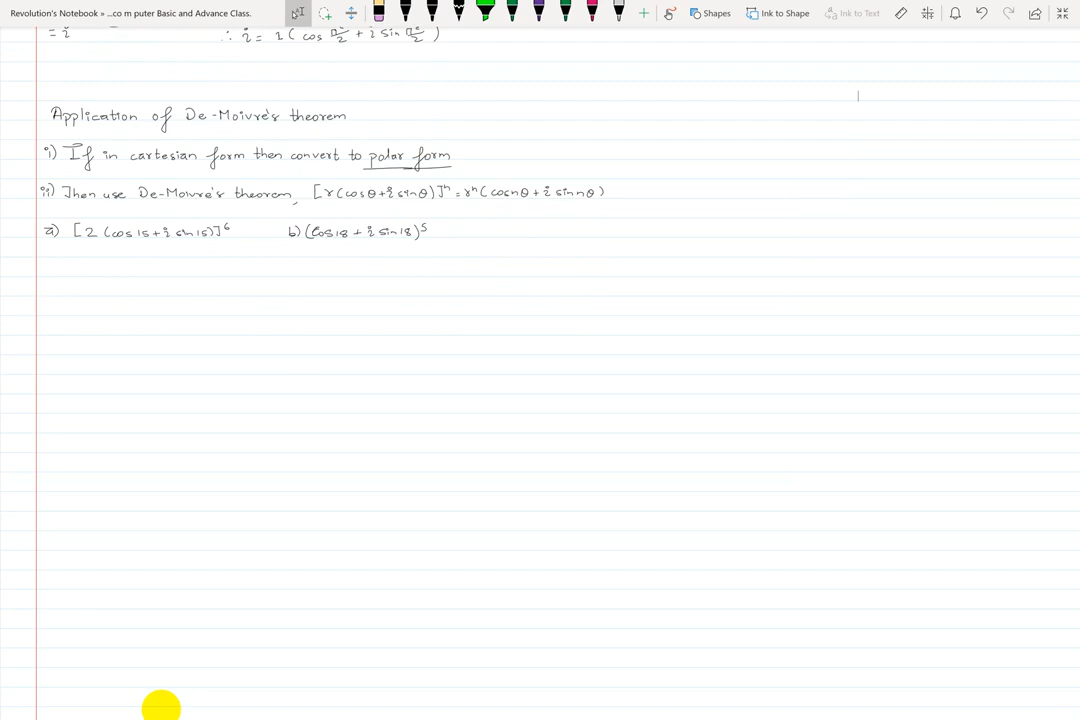 Revolution's Notebook » ...co m puter Basic and Advance Class.
Shapes
Ink to Shape
Ink to Text
= i
∴ i = 1 ( cos π/2 + i sin π/2 )
Application of De-Moivre's theorem
i) If in cartesian form then convert to polar form
ii) Then use De-Moivre's theorem, [r(cosθ+i sinθ)]ⁿ = rⁿ(cosnθ + i sin nθ)
a) [2 (cos 15 + i sin 15)]⁶ b) (cos 18 + i sin 18)⁵